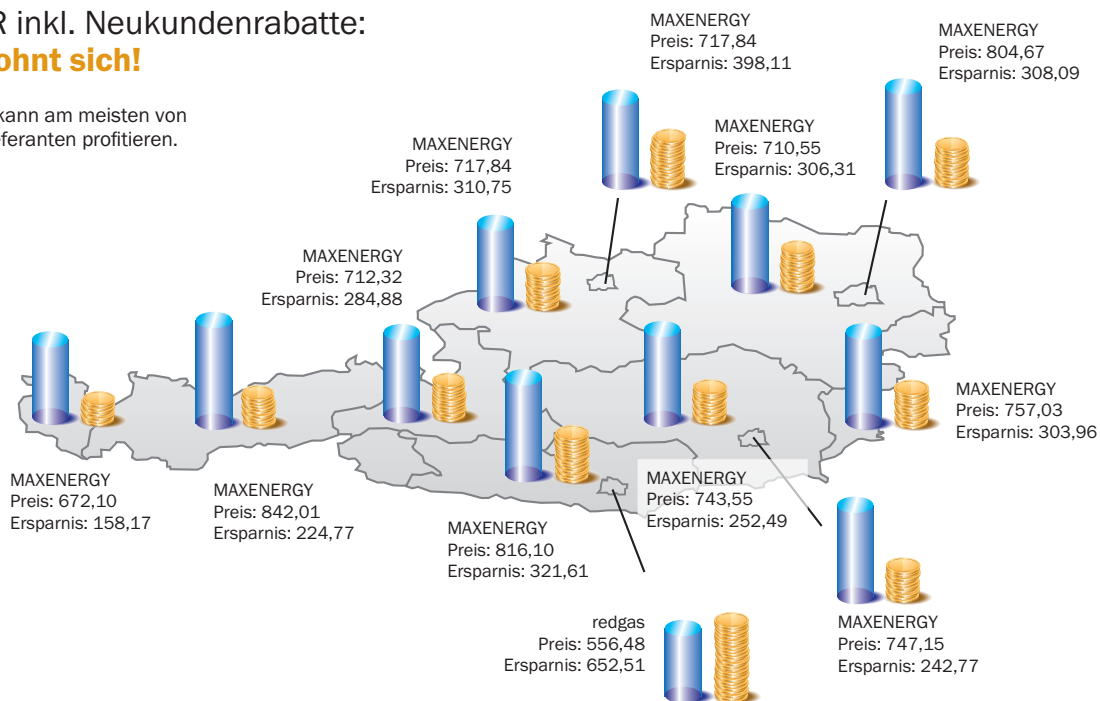 R inkl. Neukundenrabatte:
ohnt sich!
kann am meisten von
eferanten profitieren.
MAXENERGY
Preis: 717,84
Ersparnis: 398,11
MAXENERGY
Preis: 804,67
Ersparnis: 308,09
MAXENERGY
Preis: 710,55
Ersparnis: 306,31
MAXENERGY
Preis: 717,84
Ersparnis: 310,75
MAXENERGY
Preis: 712,32
Ersparnis: 284,88
MAXENERGY
Preis: 757,03
Ersparnis: 303,96
MAXENERGY
Preis: 672,10
Ersparnis: 158,17
MAXENERGY
Preis: 842,01
Ersparnis: 224,77
MAXENERGY
Preis: 743,55
Ersparnis: 252,49
MAXENERGY
Preis: 816,10
Ersparnis: 321,61
redgas
Preis: 556,48
Ersparnis: 652,51
MAXENERGY
Preis: 747,15
Ersparnis: 242,77